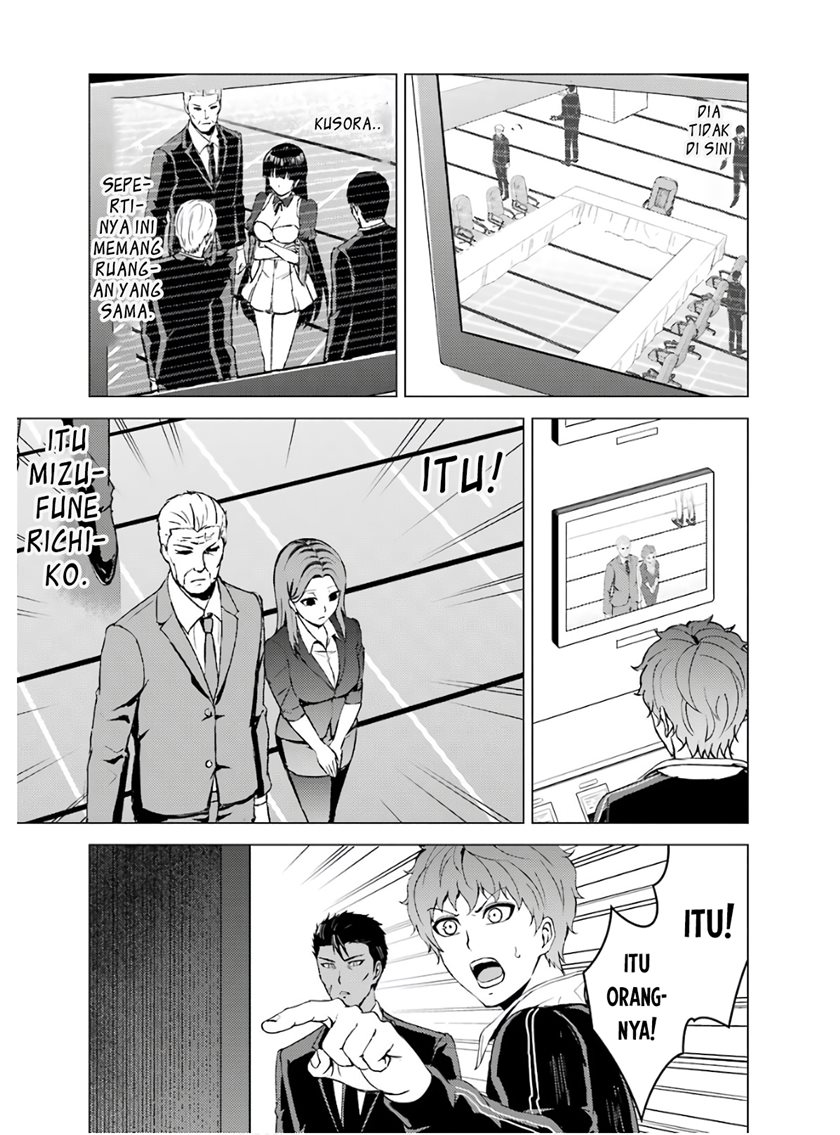 DIA
TIDAK
DI SINI
KUSORA..
SEPE-
RTI-
NYA INI
MEMANG
RUANG-
AN YANG
SAMA.
ITU!
ITU
MIZU-
FUNE
RICHI-
KO.
ITU!
ITU
ORANG-
NYA!